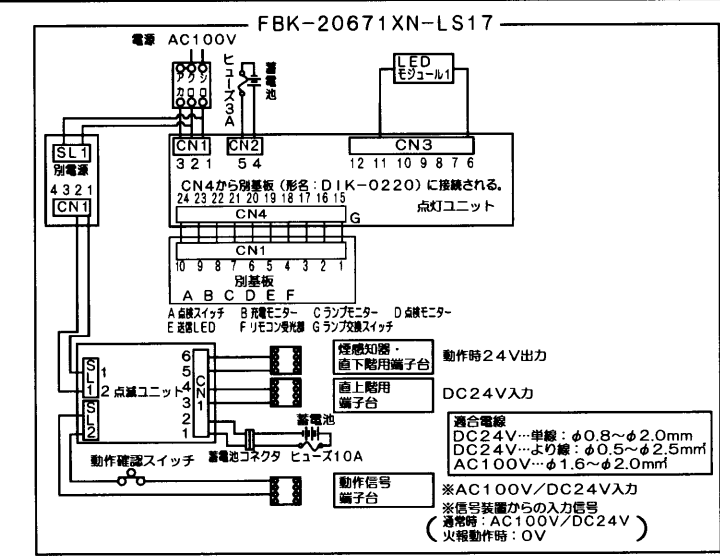 FBK-20671XN-LS17
電源 AC100V
ヒューズ3A
蓄電池
LED
モジュール1
アカ クロ シロ
SL1
別電源
4 3 2 1
CN1
CN1
3 2 1
CN2
5 4
CN3
12 11 10 9 8 7 6
CN4から別基板(形名:DIK-0220)に接続される。
24 23 22 21 20 19 18 17 16 15
点灯ユニット
CN4
G
CN1
10 9 8 7 6 5 4 3 2 1
別基板
A B C D E F
A 点検スイッチ B 充電モニター C ランプモニター D 点検モニター
E 送信LED F リモコン受光部 G ランプ交換スイッチ
SL1
1
2
点滅ユニット
SL2
6
5
4
3
2
1
CN1
煙感知器・
直下階用端子台
動作時24V出力
直上階用
端子台
DC24V入力
蓄電池
蓄電池コネクタ ヒューズ10A
適合電線
DC24V…単線:φ0.8~φ2.0mm
DC24V…より線:φ0.5~φ2.5m㎡
AC100V…φ1.6~φ2.0m㎡
動作確認スイッチ
動作信号
端子台
※AC100V/DC24V入力
※信号装置からの入力信号
(通常時:AC100V/DC24V
火報動作時:0V)